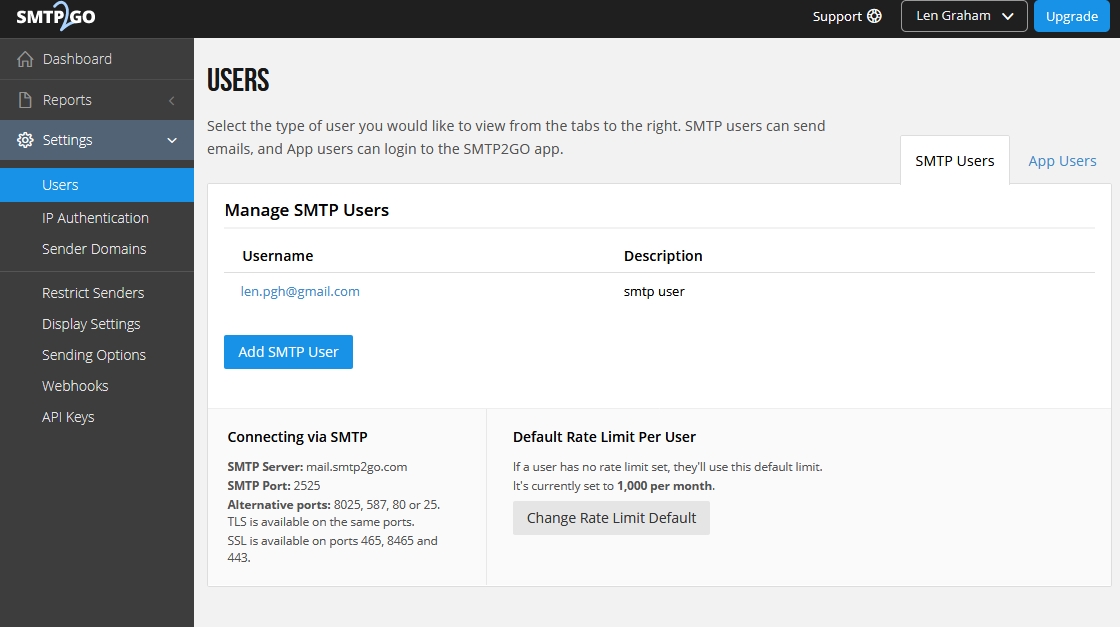 SMTP2GO
Support
Len Graham
Upgrade
Dashboard
Reports
Settings
Users
IP Authentication
Sender Domains
Restrict Senders
Display Settings
Sending Options
Webhooks
API Keys
USERS
Select the type of user you would like to view from the tabs to the right. SMTP users can send
emails, and App users can login to the SMTP2GO app.
SMTP Users
App Users
Manage SMTP Users
Username Description
len.pgh@gmail.com smtp user
Add SMTP User
Connecting via SMTP
SMTP Server: mail.smtp2go.com
SMTP Port: 2525
Alternative ports: 8025, 587, 80 or 25.
TLS is available on the same ports.
SSL is available on ports 465, 8465 and
443.
Default Rate Limit Per User
If a user has no rate limit set, they'll use this default limit.
It's currently set to 1,000 per month.
Change Rate Limit Default